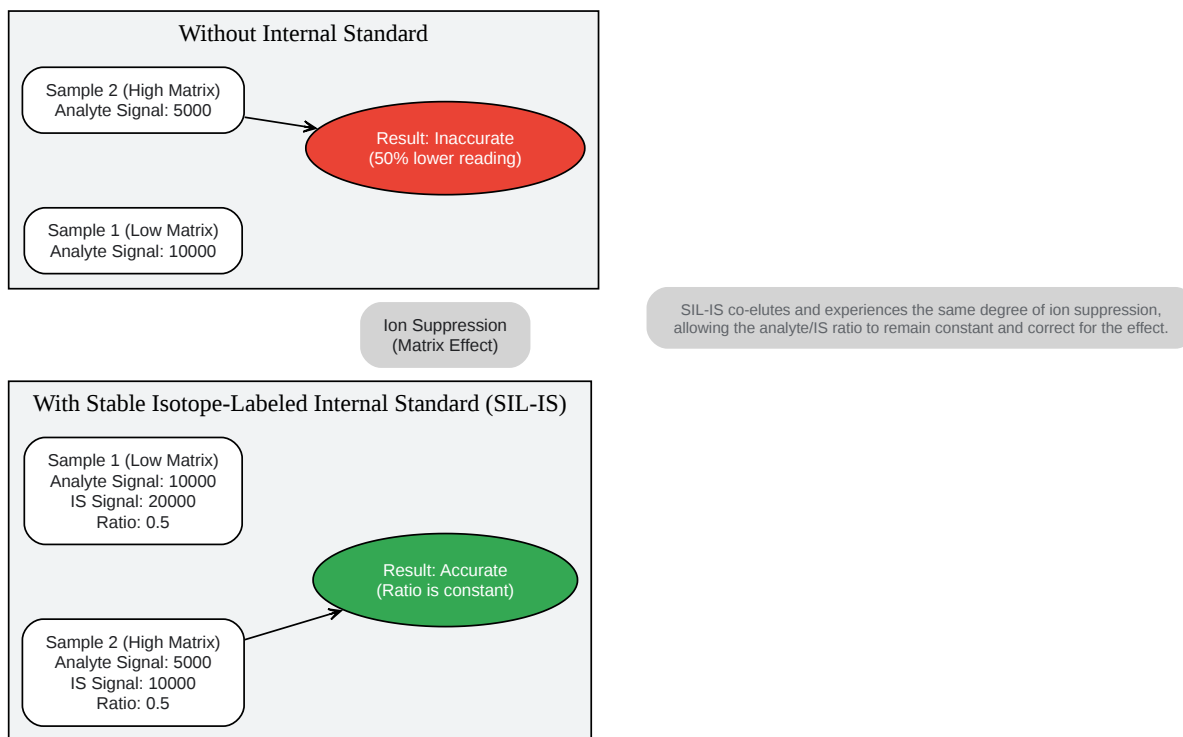 Without Internal Standard
Sample 2 (High Matrix)
Analyte Signal: 5000
Result: Inaccurate
(50% lower reading)
Sample 1 (Low Matrix)
Analyte Signal: 10000
Ion Suppression
(Matrix Effect)
SIL-IS co-elutes and experiences the same degree of ion suppression,
allowing the analyte/IS ratio to remain constant and correct for the effect.
With Stable Isotope-Labeled Internal Standard (SIL-IS)
Sample 1 (Low Matrix)
Analyte Signal: 10000
IS Signal: 20000
Ratio: 0.5
Result: Accurate
(Ratio is constant)
Sample 2 (High Matrix)
Analyte Signal: 5000
IS Signal: 10000
Ratio: 0.5